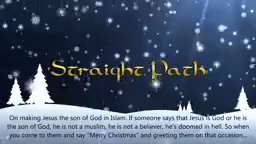 Straight Path
On making Jesus the son of God in Islam. If someone says that Jesus is God or he is
the son of God, he is not a muslim, he is not a believer, he's doomed in hell. So when
you come to them and say "Merry Christmas" and greeting them on that occasion...